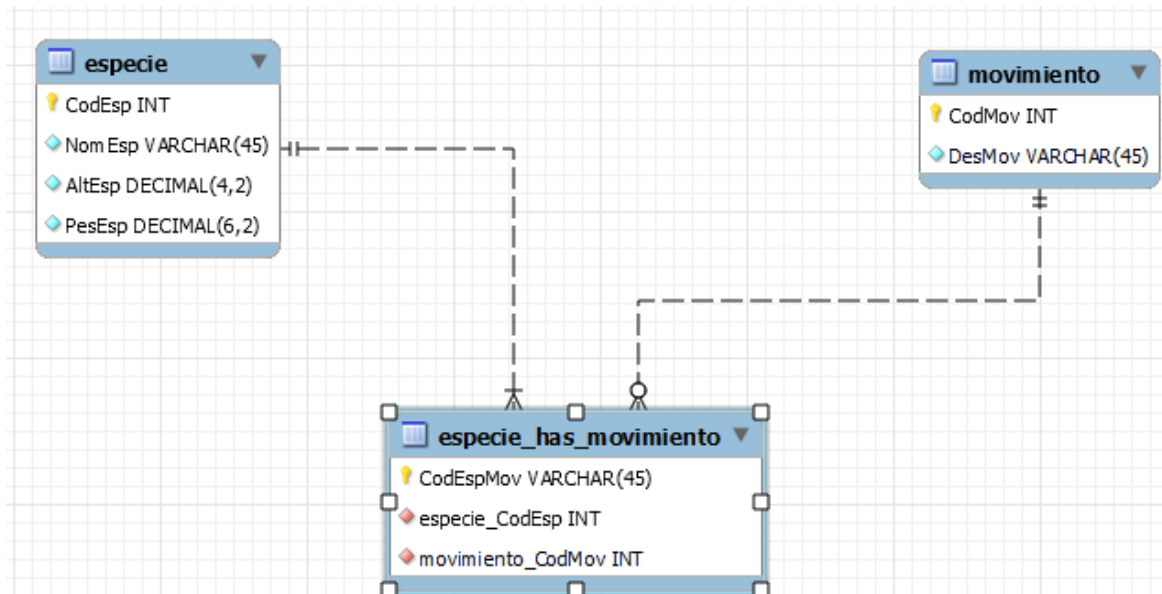 especie
CodEsp INT
NomEsp VARCHAR(45)
AltEsp DECIMAL(4,2)
PesEsp DECIMAL(6,2)
movimiento
CodMov INT
DesMov VARCHAR(45)
especie_has_movimiento
CodEspMov VARCHAR(45)
especie_CodEsp INT
movimiento_CodMov INT